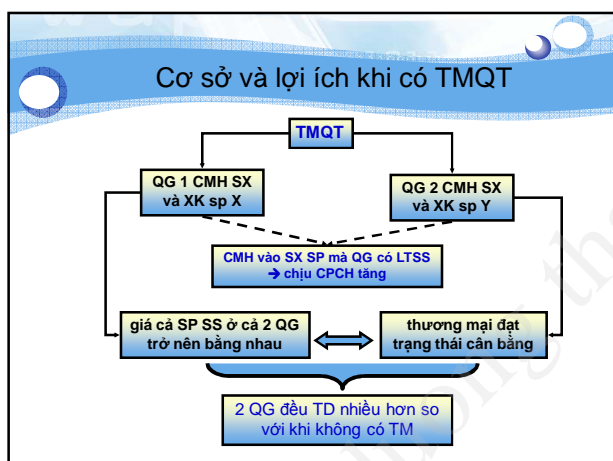 Cơ sở và lợi ích khi có TMQT
TMQT
QG 1 CMH SX
và XK sp X
QG 2 CMH SX
và XK sp Y
CMH vào SX SP mà QG có LTSS
➔ chịu CPCH tăng
giá cả SP SS ở cả 2 QG
trở nên bằng nhau
thương mại đạt
trạng thái cân bằng
2 QG đều TD nhiều hơn so
với khi không có TM